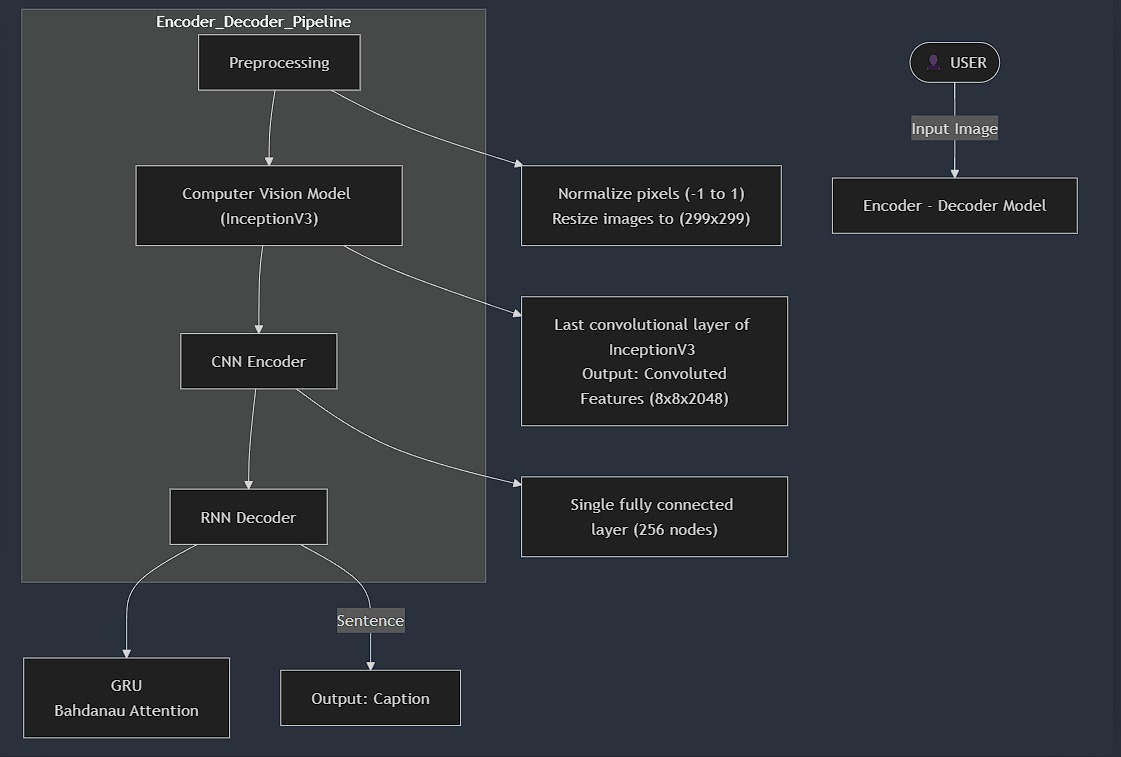 Encoder_Decoder_Pipeline
Preprocessing
USER
Input Image
Computer Vision Model
(InceptionV3)
Normalize pixels (-1 to 1)
Resize images to (299x299)
Encoder - Decoder Model
Last convolutional layer of
InceptionV3
Output: Convoluted
Features (8x8x2048)
CNN Encoder
Single fully connected
layer (256 nodes)
RNN Decoder
Sentence
GRU
Bahdanau Attention
Output: Caption